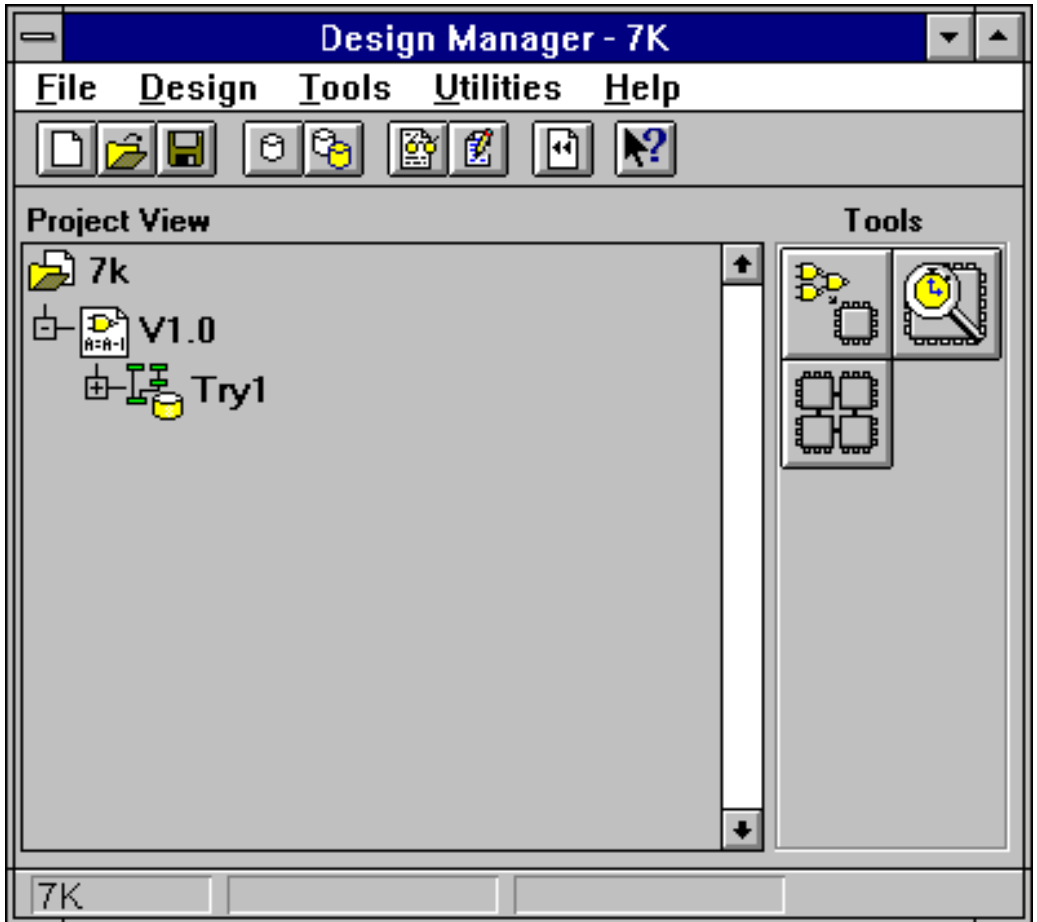 Design Manager - 7K
File Design Tools Utilities Help
Project View
Tools
7k
A=A-I
V1.0
Try1
7K